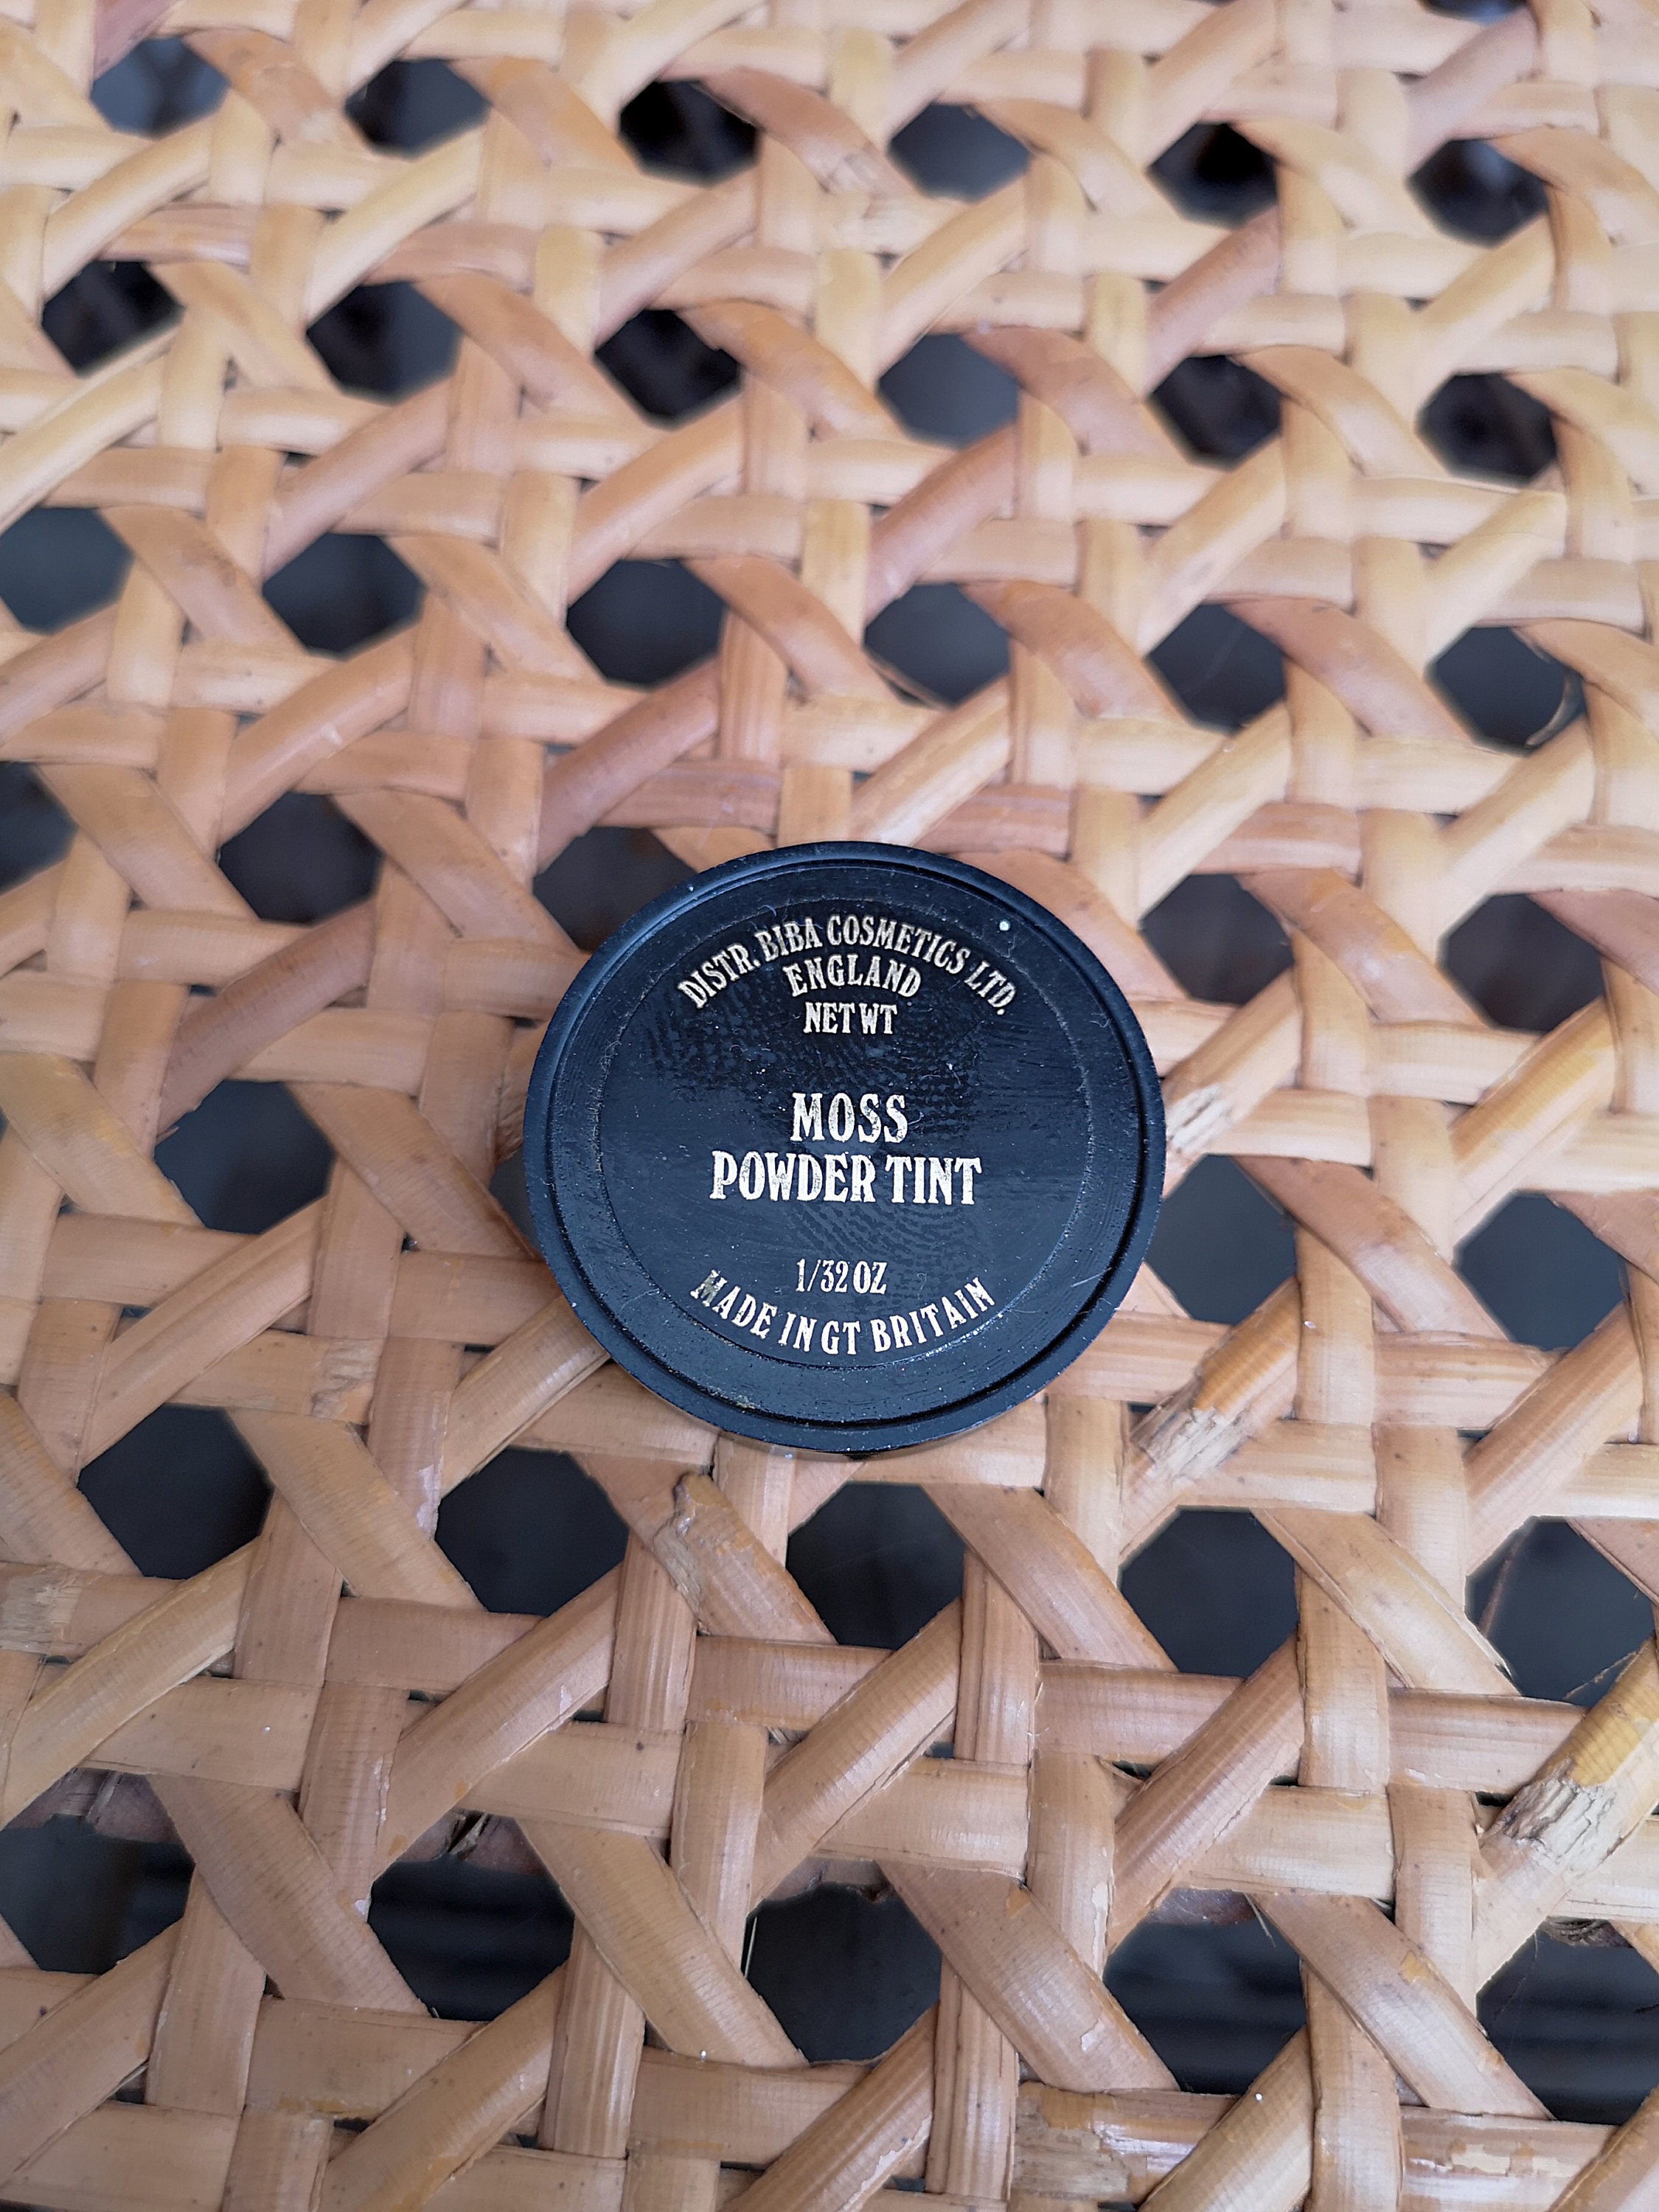 DISTR. BIBA COSMETICS LTD.
ENGLAND
NET WT
MOSS
POWDER TINT
1/32 OZ
MADE IN GT BRITAIN